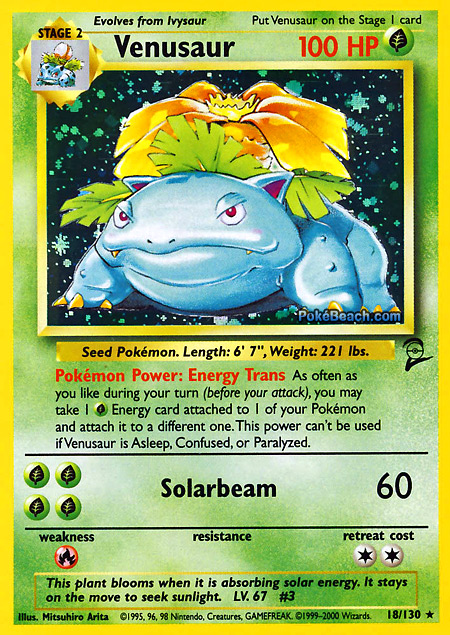 Evolves from Ivysaur
Put Venusaur on the Stage 1 card
STAGE 2
Venusaur
100 HP
PokéBeach.com
Seed Pokémon. Length: 6' 7", Weight: 221 lbs.
Pokémon Power: Energy Trans As often as
you like during your turn (before your attack), you may
take 1 Energy card attached to 1 of your Pokémon
and attach it to a different one. This power can't be used
if Venusaur is Asleep, Confused, or Paralyzed.
Solarbeam
60
weakness
resistance
retreat cost
This plant blooms when it is absorbing solar energy. It stays
on the move to seek sunlight. LV. 67 #3
Illus. Mitsuhiro Arita
©1995, 96, 98 Nintendo, Creatures, GAMEFREAK. ©1999-2000 Wizards.
18/130 ★